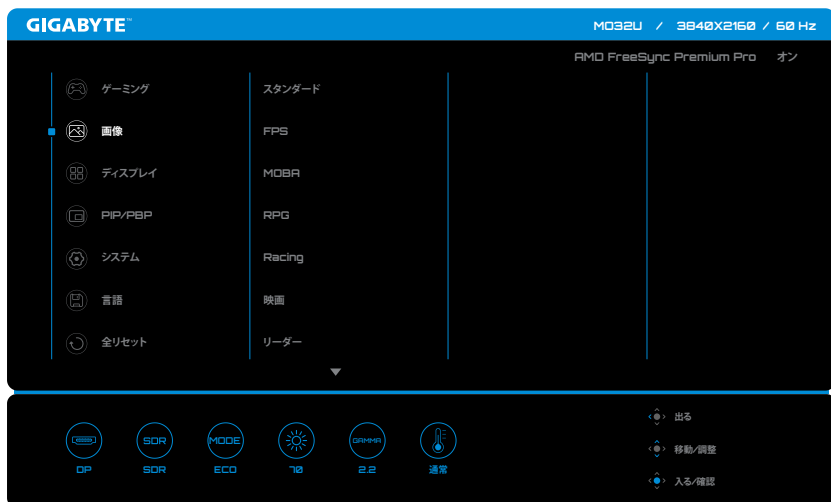 GIGABYTE™
MO32U / 3840X2160 / 60 Hz
AMD FreeSync Premium Pro オン
ゲーミング
画像
ディスプレイ
PIP/PBP
システム
言語
全リセット
スタンダード
FPS
MOBA
RPG
Racing
映画
リーダー
DP
SDR
SDR
MODE
ECO
70
GAMMA
2.2
通常
出る
移動/調整
入る/確認